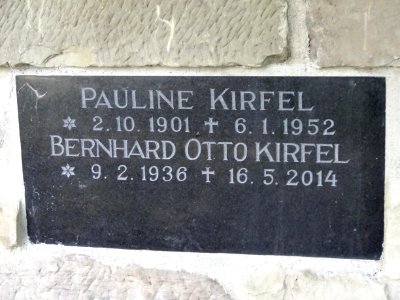 PAULINE KIRFEL
* 2.10.1901 ✝ 6.1.1952
BERNHARD OTTO KIRFEL
* 9.2.1936 ✝ 16.5.2014